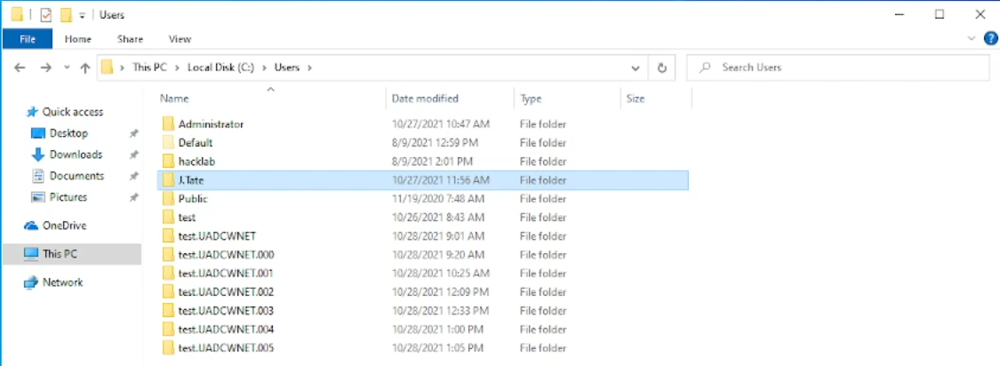 Users
File Home Share View
This PC > Local Disk (C:) > Users > Search Users
Name Date modified Type Size
Quick access
Desktop
Downloads
Documents
Pictures
OneDrive
This PC
Network
Administrator 10/27/2021 10:47 AM File folder
Default 8/9/2021 12:59 PM File folder
hacklab 8/9/2021 2:01 PM File folder
J.Tate 10/27/2021 11:56 AM File folder
Public 11/19/2020 7:48 AM File folder
test 10/26/2021 8:43 AM File folder
test.UADCWNET 10/28/2021 9:01 AM File folder
test.UADCWNET.000 10/28/2021 9:20 AM File folder
test.UADCWNET.001 10/28/2021 10:25 AM File folder
test.UADCWNET.002 10/28/2021 12:09 PM File folder
test.UADCWNET.003 10/28/2021 12:33 PM File folder
test.UADCWNET.004 10/28/2021 1:00 PM File folder
test.UADCWNET.005 10/28/2021 1:05 PM File folder